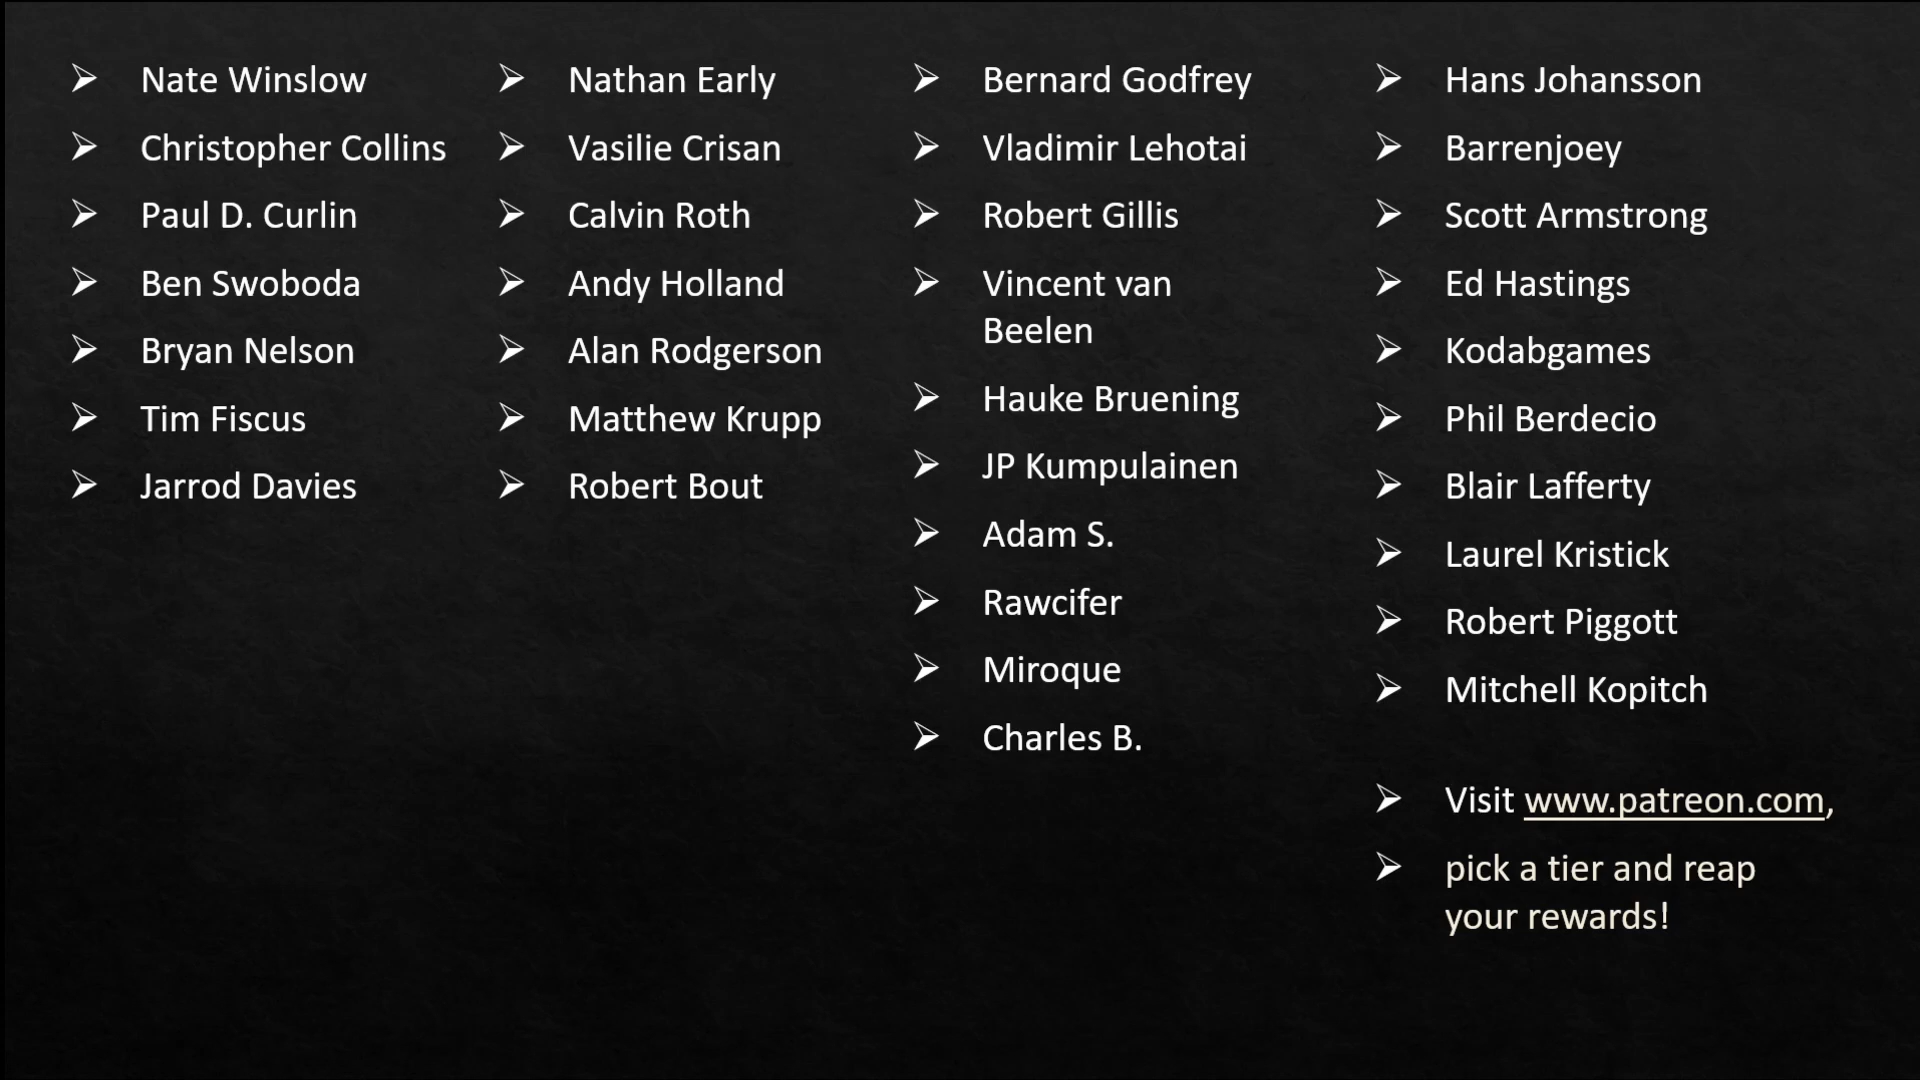 Nate Winslow
Christopher Collins
Paul D. Curlin
Ben Swoboda
Bryan Nelson
Tim Fiscus
Jarrod Davies
Nathan Early
Vasilie Crisan
Calvin Roth
Andy Holland
Alan Rodgerson
Matthew Krupp
Robert Bout
Bernard Godfrey
Vladimir Lehotai
Robert Gillis
Vincent van
Beelen
Hauke Bruening
JP Kumpulainen
Adam S.
Rawcifer
Miroque
Charles B.
Hans Johansson
Barrenjoey
Scott Armstrong
Ed Hastings
Kodabgames
Phil Berdecio
Blair Lafferty
Laurel Kristick
Robert Piggott
Mitchell Kopitch
Visit www.patreon.com,
pick a tier and reap
your rewards!